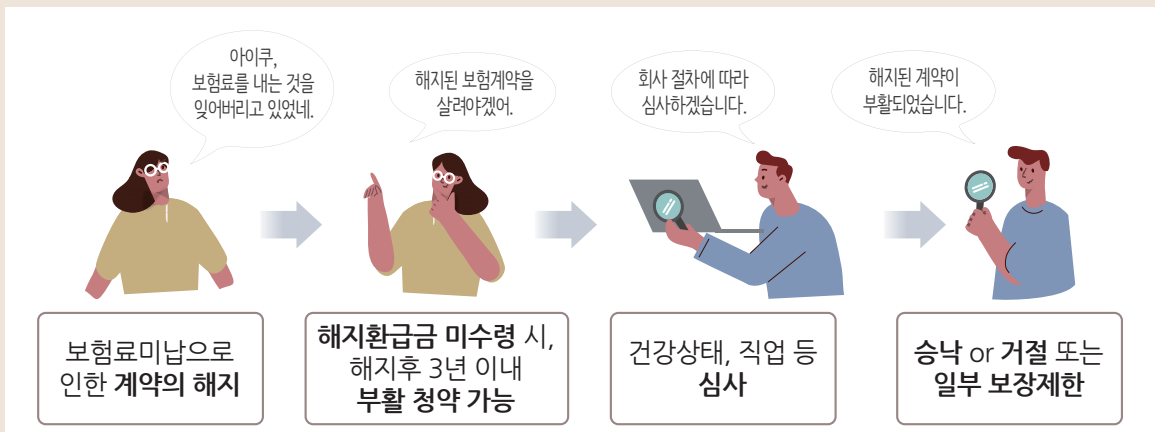 아이쿠,
보험료를 내는 것을
잊어버리고 있었네.
해지된 보험계약을
살려야겠어.
회사 절차에 따라
심사하겠습니다.
해지된 계약이
부활되었습니다.
보험료미납으로
인한 계약의 해지
해지환급금 미수령 시,
해지후 3년 이내
부활 청약 가능
건강상태, 직업 등
심사
승낙 or 거절 또는
일부 보장제한